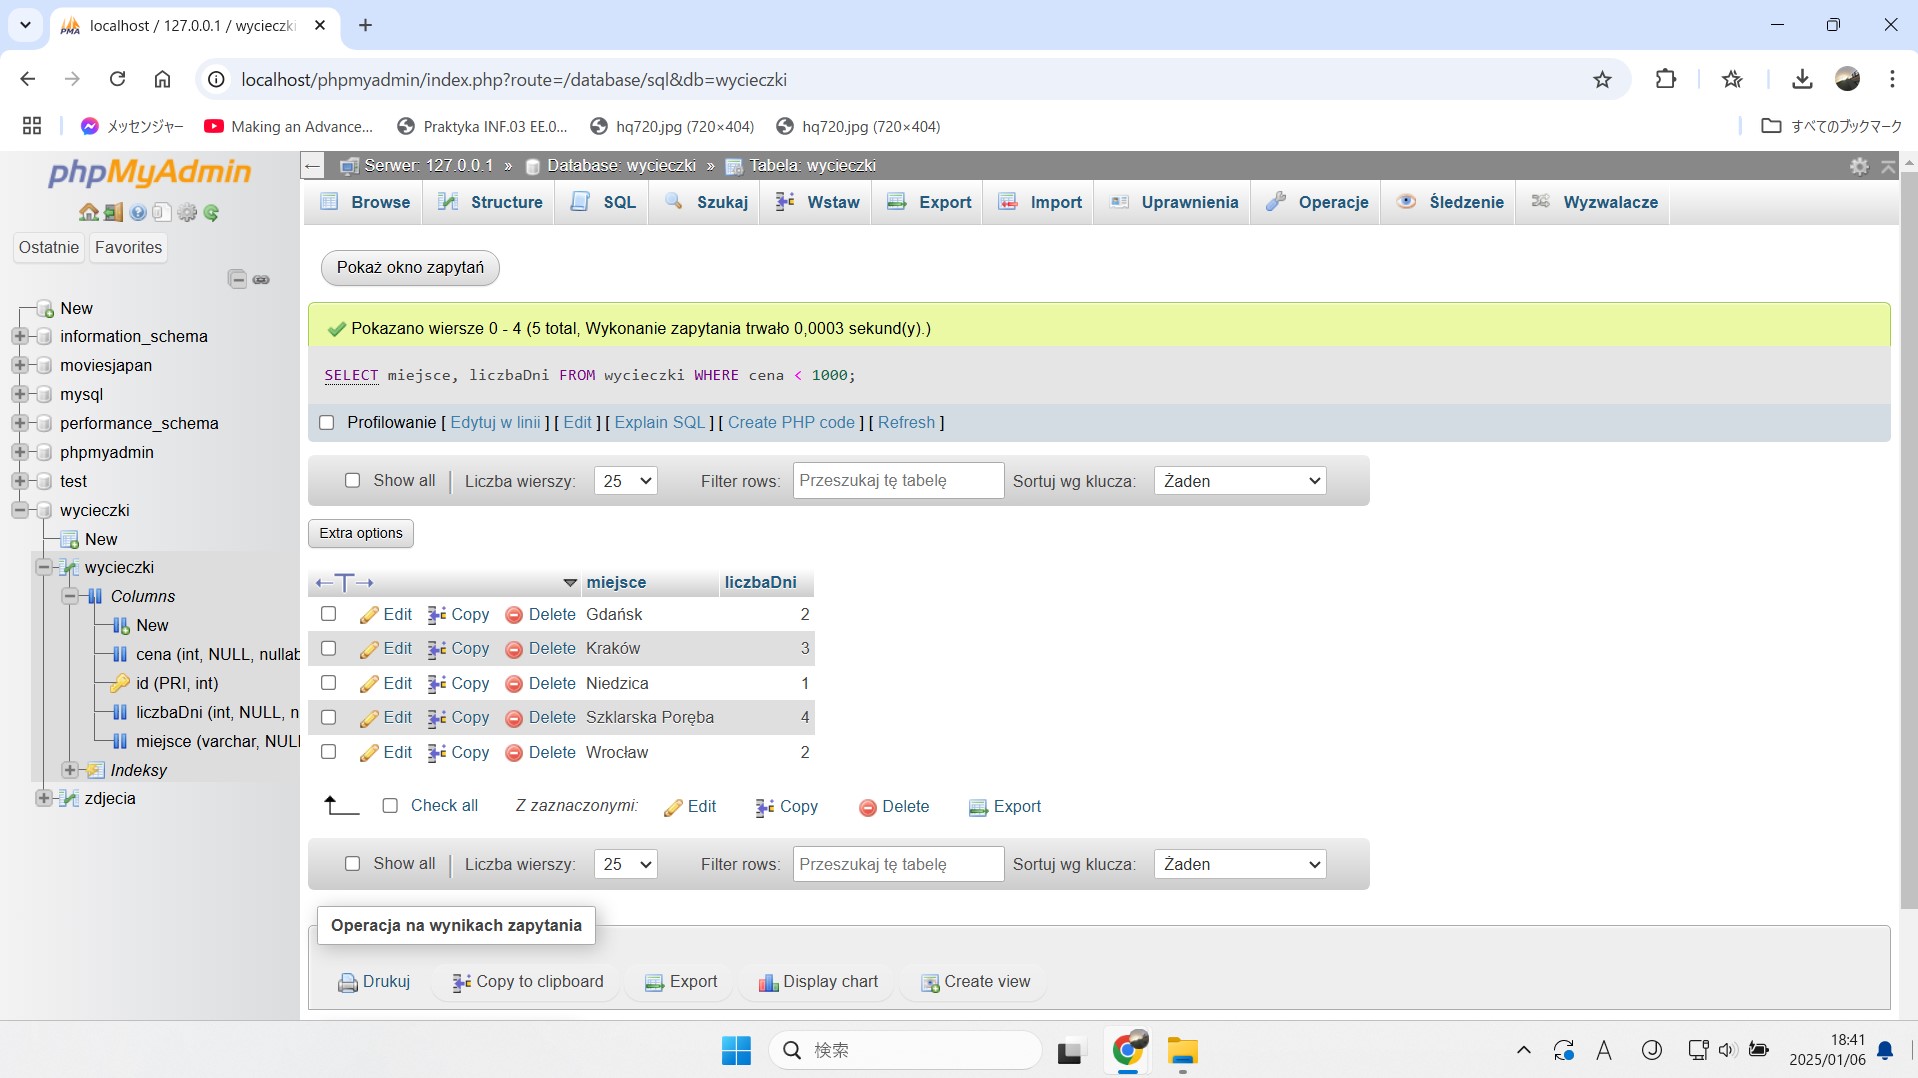 localhost / 127.0.0.1 / wycieczki
localhost/phpmyadmin/index.php?route=/database/sql&db=wycieczki
メッセンジャー
Making an Advance...
Praktyka INF.03 EE.0...
hq720.jpg (720×404)
hq720.jpg (720×404)
すべてのブックマーク
phpMyAdmin
Ostatnie
Favorites
New
information_schema
moviesjapan
mysql
performance_schema
phpmyadmin
test
wycieczki
New
wycieczki
Columns
New
cena (int, NULL, nullab
id (PRI, int)
liczbaDni (int, NULL, n
miejsce (varchar, NULL
Indeksy
zdjecia
Serwer: 127.0.0.1 » Database: wycieczki » Tabela: wycieczki
Browse
Structure
SQL
Szukaj
Wstaw
Export
Import
Uprawnienia
Operacje
Śledzenie
Wyzwalacze
Pokaż okno zapytań
Pokazano wiersze 0 - 4 (5 total, Wykonanie zapytania trwało 0,0003 sekund(y).)
SELECT miejsce, liczbaDni FROM wycieczki WHERE cena < 1000;
Profilowanie [ Edytuj w linii ] [ Edit ] [ Explain SQL ] [ Create PHP code ] [ Refresh ]
Show all | Liczba wierszy: 25 Filter rows: Przeszukaj tę tabelę Sortuj wg klucza: Żaden
Extra options
←T→ miejsce liczbaDni
Edit Copy Delete Gdańsk 2
Edit Copy Delete Kraków 3
Edit Copy Delete Niedzica 1
Edit Copy Delete Szklarska Poręba 4
Edit Copy Delete Wrocław 2
Check all Z zaznaczonymi: Edit Copy Delete Export
Show all | Liczba wierszy: 25 Filter rows: Przeszukaj tę tabelę Sortuj wg klucza: Żaden
Operacja na wynikach zapytania
Drukuj
Copy to clipboard
Export
Display chart
Create view
検索
A
J
18:41
2025/01/06